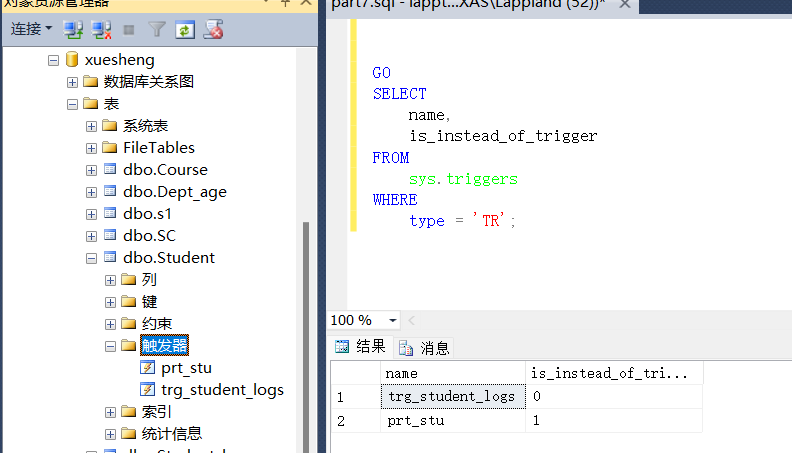 对象资源管理器
连接
xuesheng
数据库关系图
表
系统表
FileTables
dbo.Course
dbo.Dept_age
dbo.s1
dbo.SC
dbo.Student
列
键
约束
触发器
prt_stu
trg_student_logs
索引
统计信息
part7.sql - lappt...XAS\Lappland (52))*
GO
SELECT
name,
is_instead_of_trigger
FROM
sys.triggers
WHERE
type = 'TR';
100 %
结果 消息
name is_instead_of_tri...
1 trg_student_logs 0
2 prt_stu 1